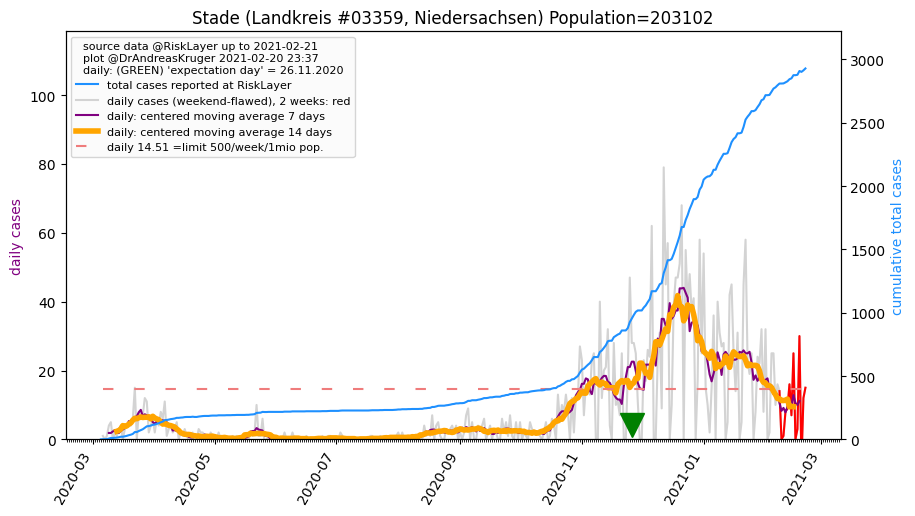 Stade (Landkreis #03359, Niedersachsen) Population=203102
source data @RiskLayer up to 2021-02-21
plot @DrAndreasKruger 2021-02-20 23:37
daily: (GREEN) 'expectation day' = 26.11.2020
total cases reported at RiskLayer
daily cases (weekend-flawed), 2 weeks: red
daily: centered moving average 7 days
daily: centered moving average 14 days
daily 14.51 =limit 500/week/1mio pop.
daily cases
100
80
60
40
20
0
cumulative total cases
3000
2500
2000
1500
1000
500
0
2020-03
2020-05
2020-07
2020-09
2020-11
2021-01
2021-03